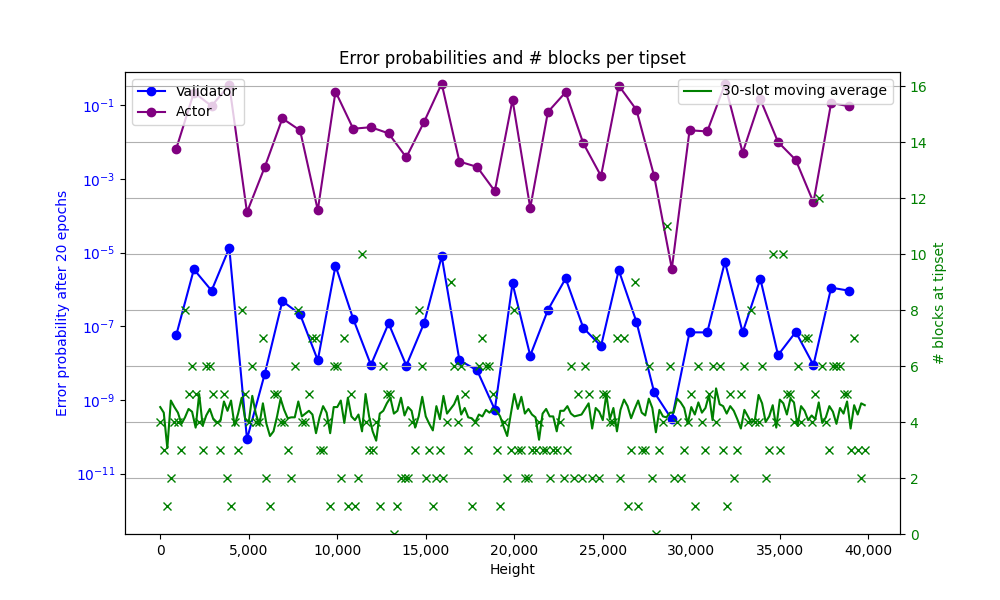 Error probabilities and # blocks per tipset
Validator
Actor
30-slot moving average
10⁻¹
10⁻³
10⁻⁵
10⁻⁷
10⁻⁹
10⁻¹¹
Error probability after 20 epochs
16
14
12
10
8
6
4
2
0
# blocks at tipset
0 5,000 10,000 15,000 20,000 25,000 30,000 35,000 40,000
Height